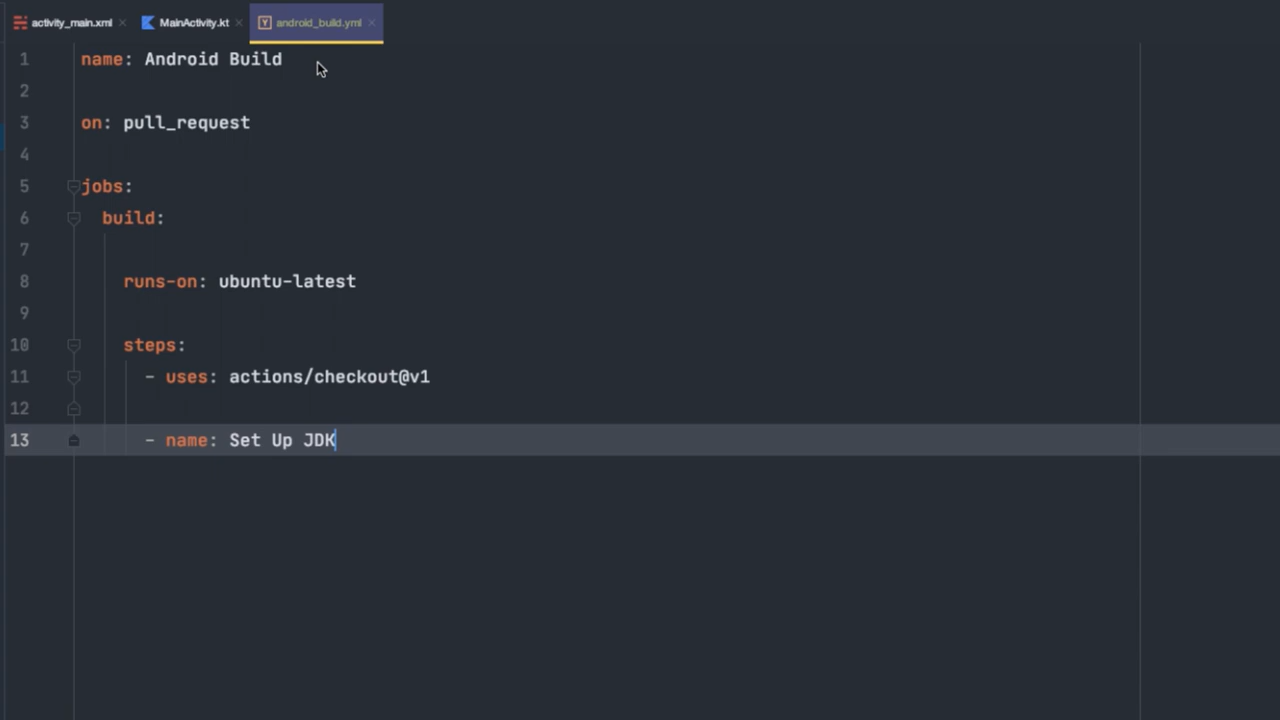 activity_main.xml MainActivity.kt android_build.yml
1 name: Android Build
2
3 on: pull_request
4
5 jobs:
6 build:
7
8 runs-on: ubuntu-latest
9
10 steps:
11 - uses: actions/checkout@v1
12
13 - name: Set Up JDK